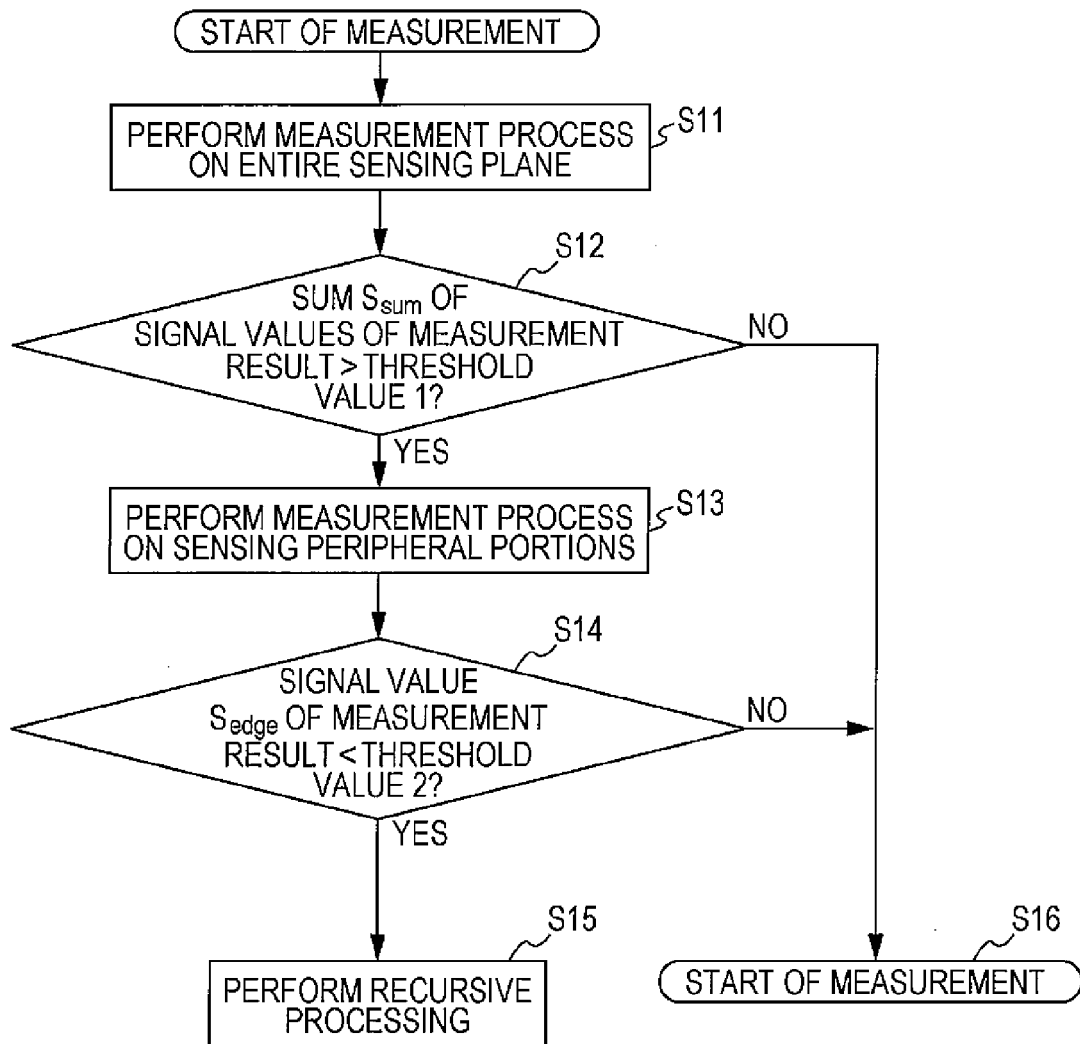 START OF MEASUREMENT
S11
PERFORM MEASUREMENT PROCESS
ON ENTIRE SENSING PLANE
S12
SUM Ssum OF
SIGNAL VALUES OF MEASUREMENT
RESULT > THRESHOLD
VALUE 1?
NO
YES
S13
PERFORM MEASUREMENT PROCESS
ON SENSING PERIPHERAL PORTIONS
S14
SIGNAL VALUE
Sedge OF MEASUREMENT
RESULT < THRESHOLD
VALUE 2?
NO
YES
S15
PERFORM RECURSIVE
PROCESSING
S16
START OF MEASUREMENT